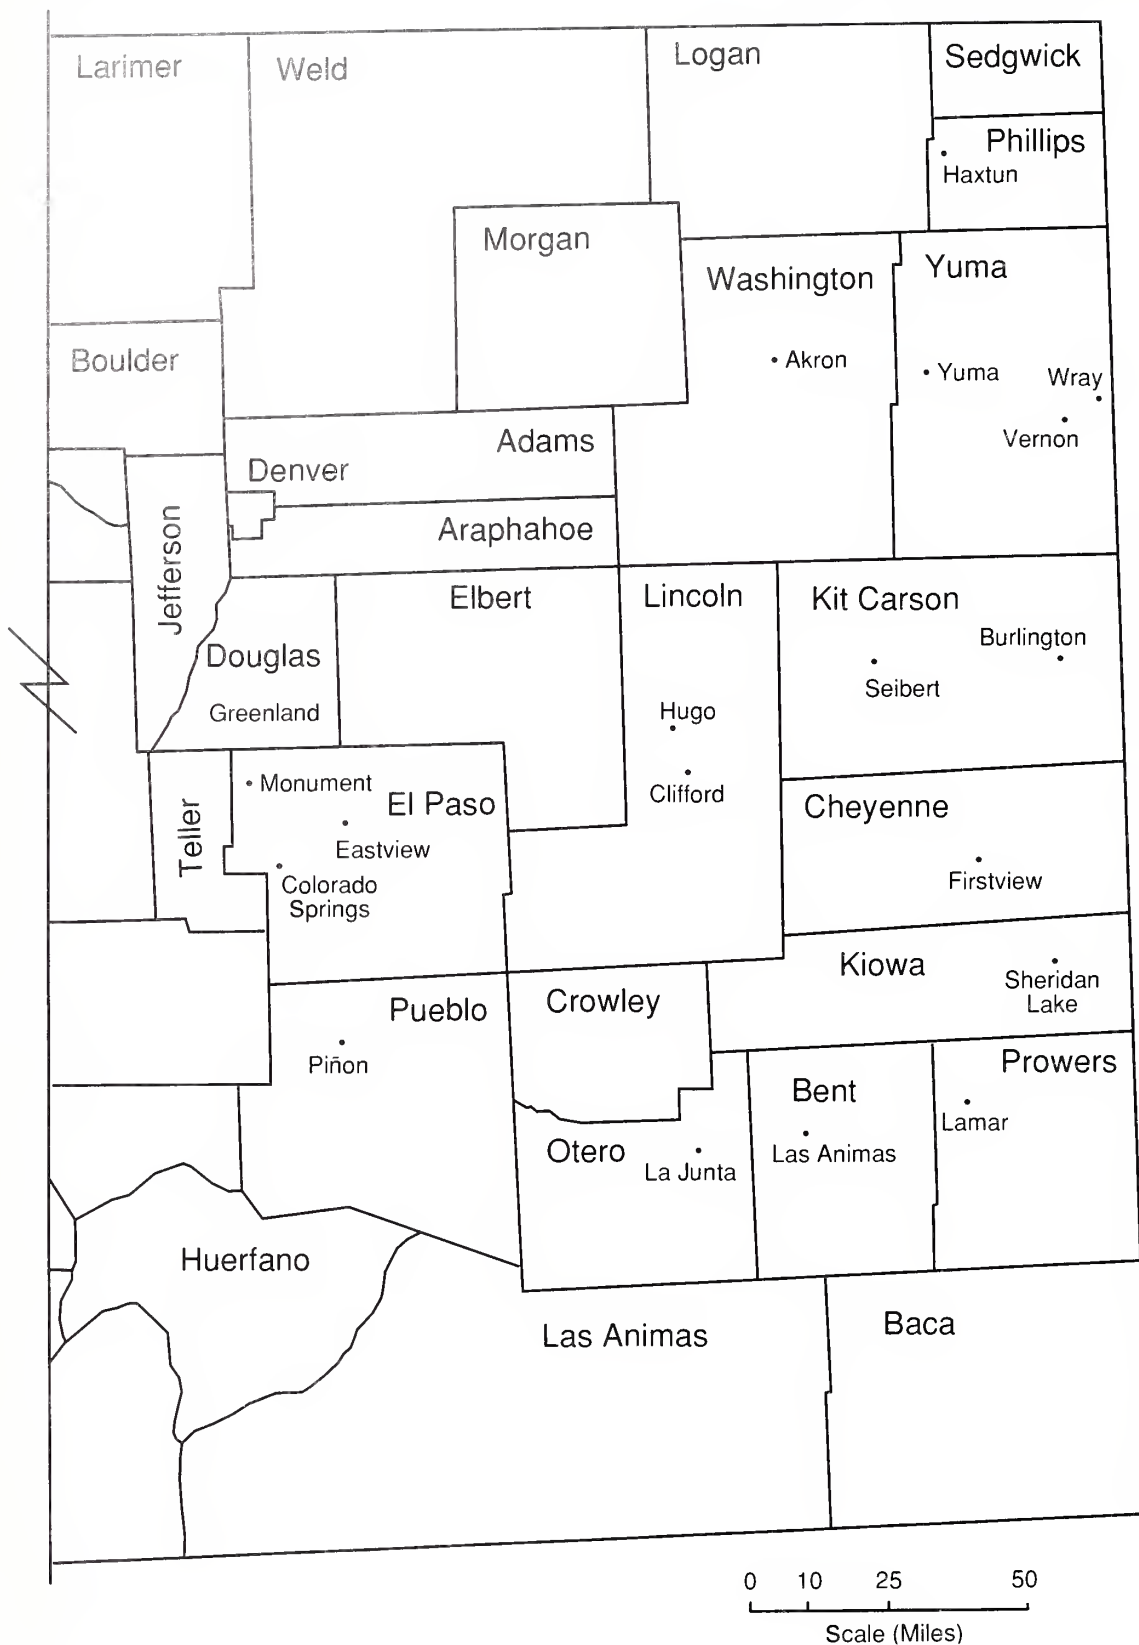 Larimer
Weld
Logan
Sedgwick
Phillips
Haxtun
Morgan
Washington
Yuma
Akron
Yuma
Wray
Vernon
Boulder
Adams
Denver
Araphahoe
Jefferson
Elbert
Lincoln
Kit Carson
Burlington
Seibert
Douglas
Greenland
Hugo
Clifford
Monument
El Paso
Eastview
Colorado
Springs
Teller
Cheyenne
Firstview
Kiowa
Sheridan
Lake
Pueblo
Piñon
Crowley
Prowers
Bent
Lamar
Las Animas
Otero
La Junta
Huerfano
Las Animas
Baca
0 10 25 50
Scale (Miles)